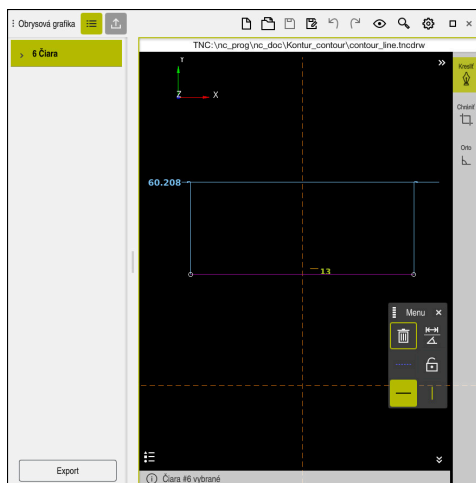 Obrysová grafika
TNC:\nc_prog\nc_doc\Kontur_contour\contour_line.tncdrw
6 Čiara
Kresliť
Chrániť
Orto
Y
Z
X
60.208
13
Menu
Export
Čiara #6 vybrané